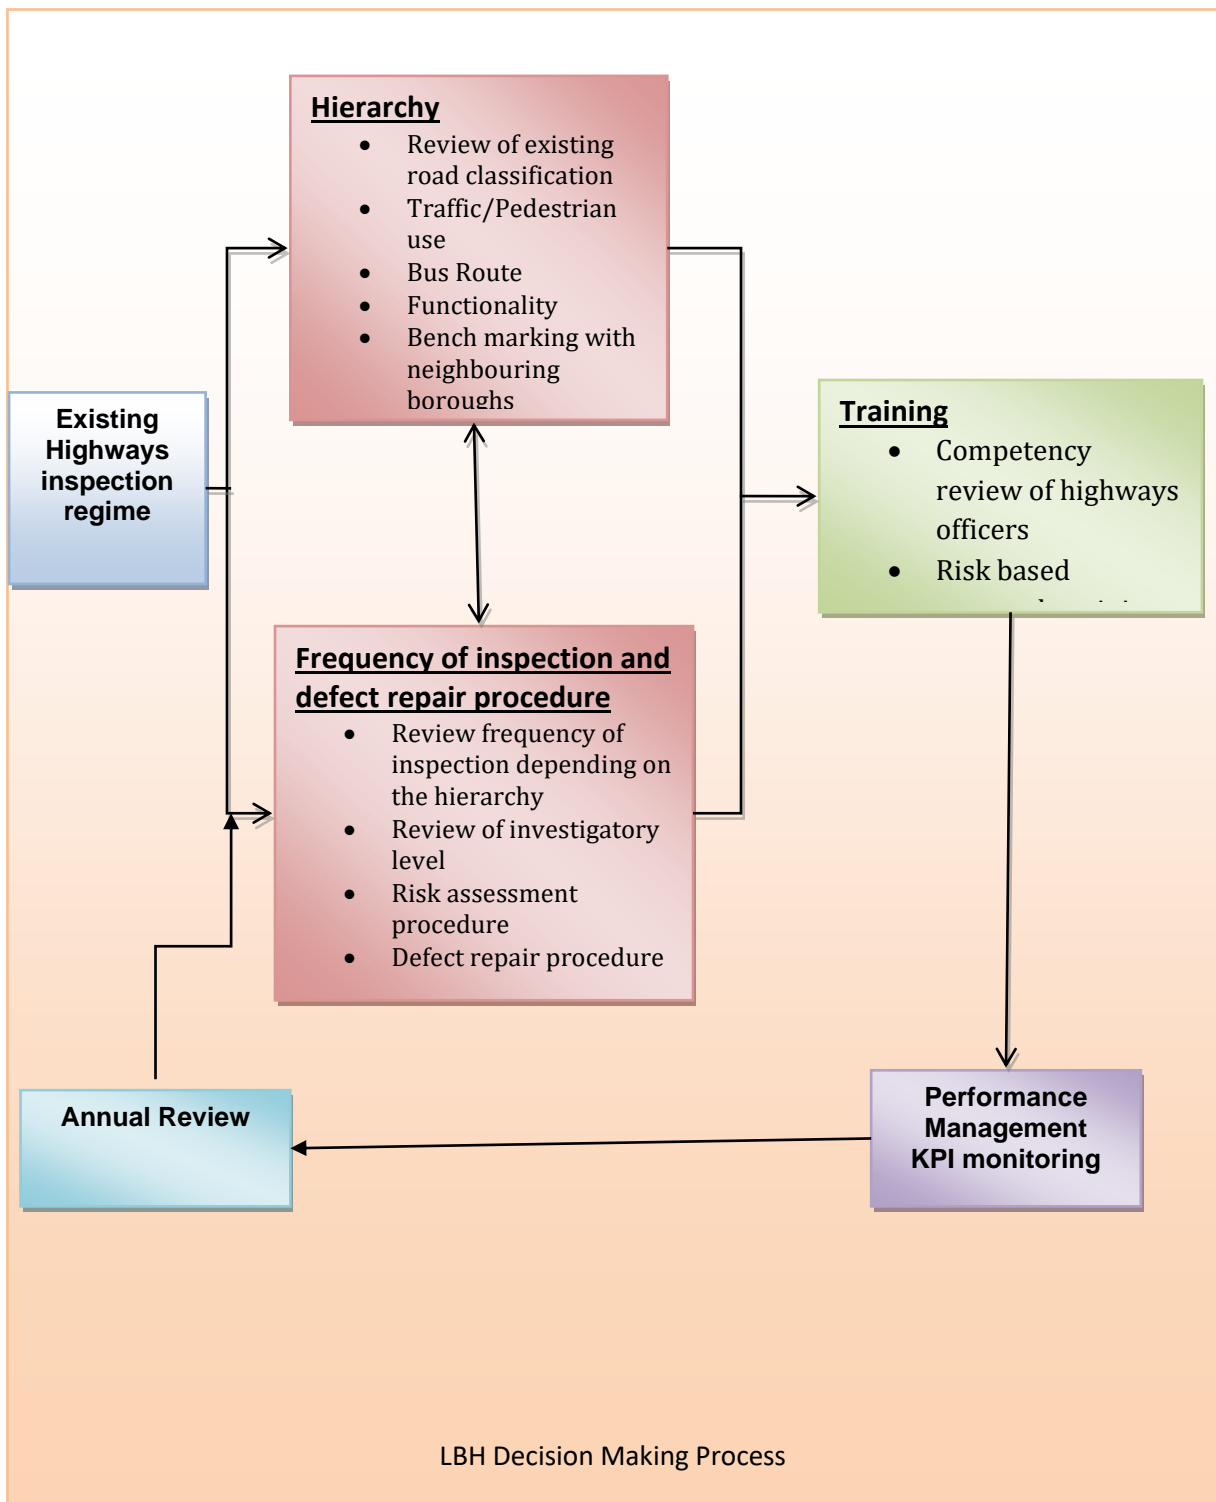 Hierarchy
• Review of existing
road classification
• Traffic/Pedestrian
use
• Bus Route
• Functionality
• Bench marking with
neighbouring
boroughs
Existing
Highways
inspection
regime
Training
• Competency
review of highways
officers
• Risk based
Frequency of inspection and
defect repair procedure
• Review frequency of
inspection depending on
the hierarchy
• Review of investigatory
level
• Risk assessment
procedure
• Defect repair procedure
Annual Review
Performance
Management
KPI monitoring
LBH Decision Making Process